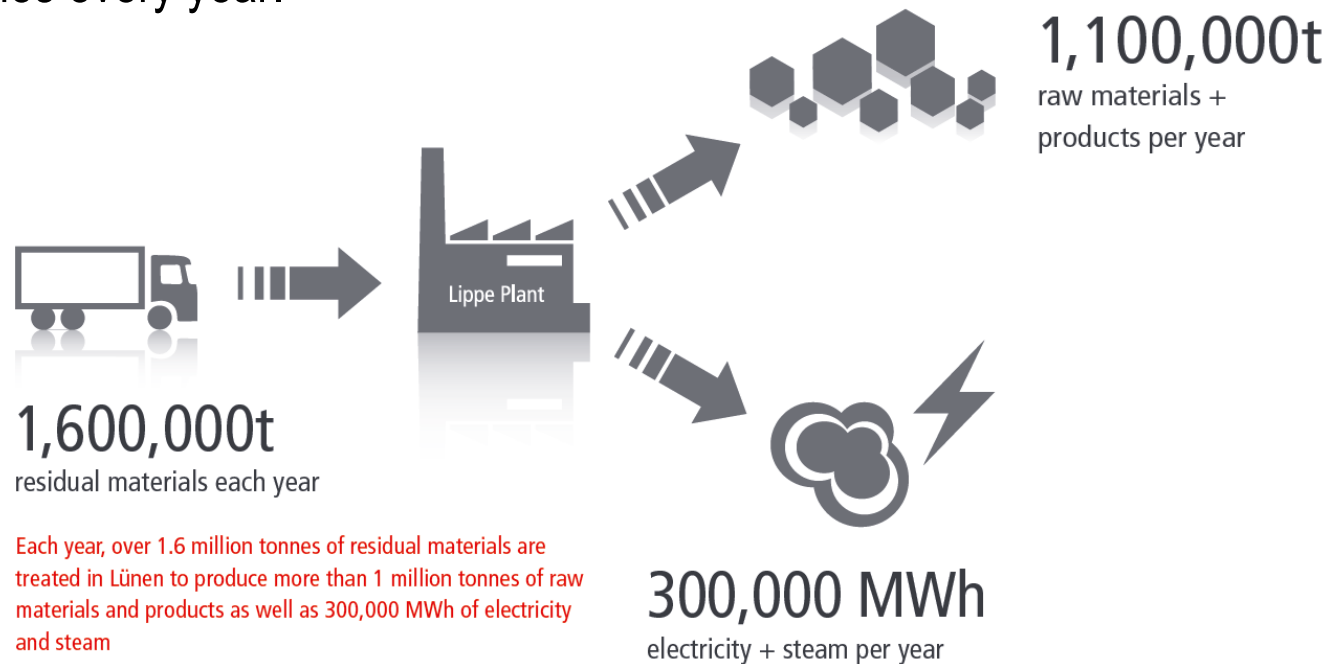 every year.
1,100,000t
raw materials +
products per year
Lippe Plant
1,600,000t
residual materials each year
Each year, over 1.6 million tonnes of residual materials are
treated in Lünen to produce more than 1 million tonnes of raw
materials and products as well as 300,000 MWh of electricity
and steam
300,000 MWh
electricity + steam per year